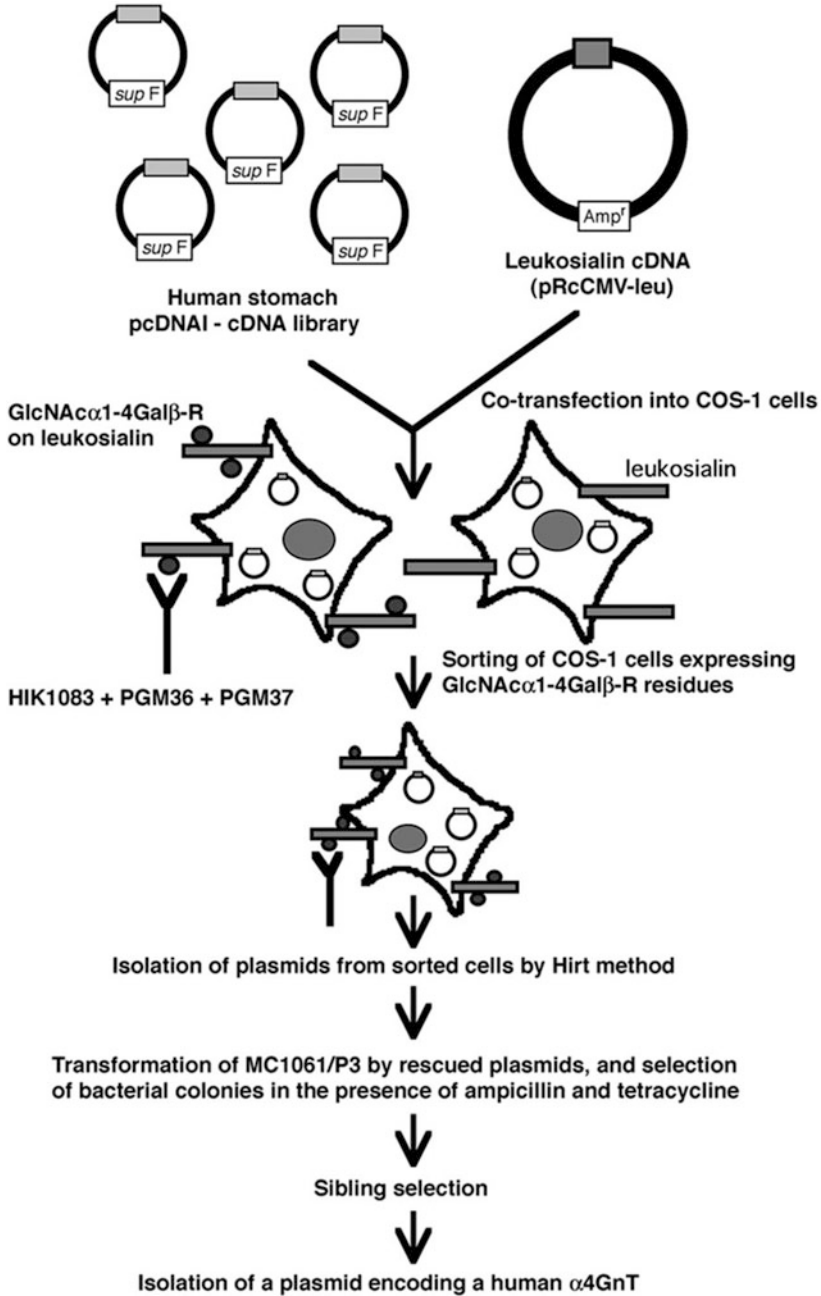 sup F
sup F
sup F
sup F
sup F
Ampʳ
Human stomach
pcDNAI - cDNA library
Leukosialin cDNA
(pRcCMV-leu)
GlcNAcα1-4Galβ-R
on leukosialin
Co-transfection into COS-1 cells
leukosialin
HIK1083 + PGM36 + PGM37
Sorting of COS-1 cells expressing
GlcNAcα1-4Galβ-R residues
Isolation of plasmids from sorted cells by Hirt method
Transformation of MC1061/P3 by rescued plasmids, and selection
of bacterial colonies in the presence of ampicillin and tetracycline
Sibling selection
Isolation of a plasmid encoding a human α4GnT